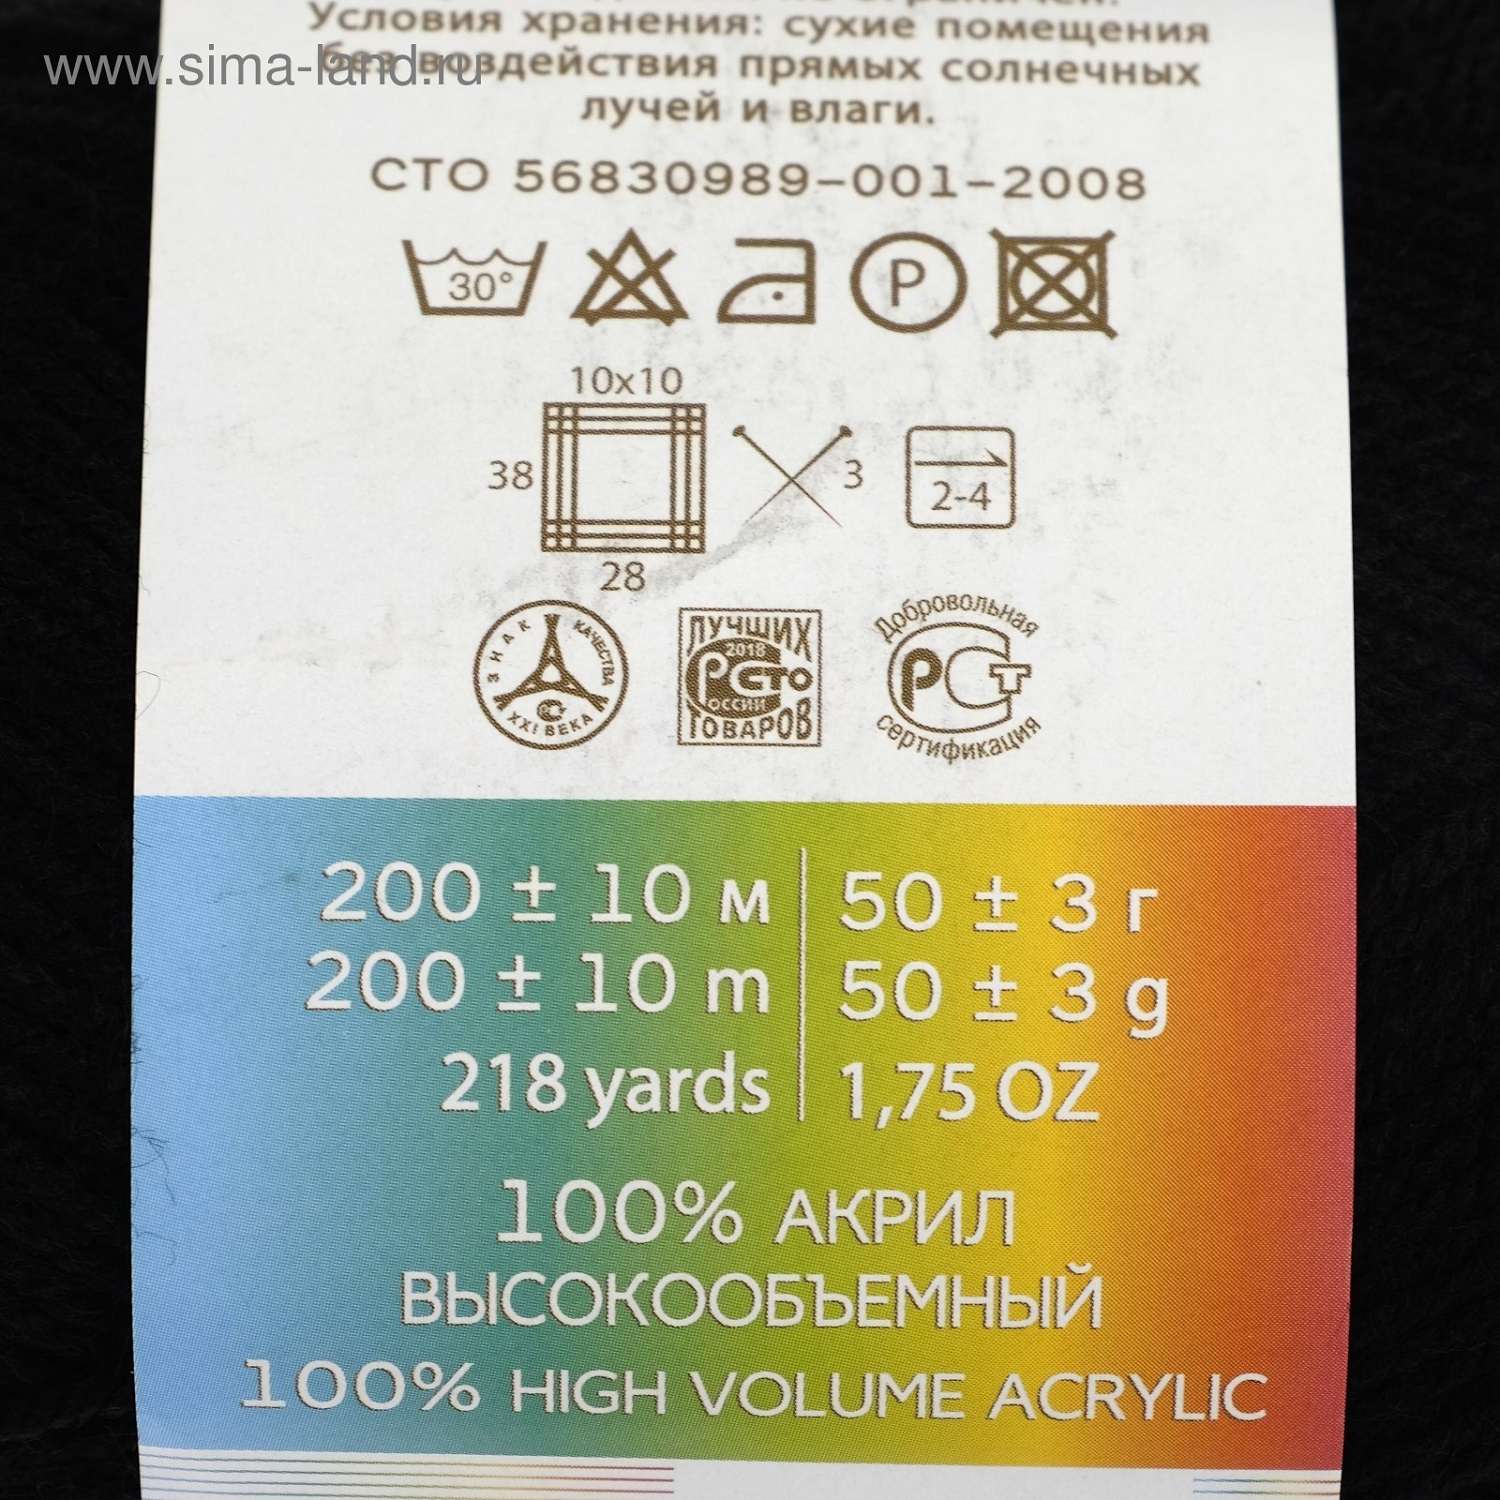 Условия хранения: сухие помещения
www.sima-land.ru
без воздействия прямых солнечных
лучей и влаги.
СТО 56830989-001-2008
30°
P
10x10
38
3
2-4
28
ЗНАК КАЧЕСТВА
XXI ВЕКА
ЛУЧШИХ
2018
СТО
РОССИИ
ТОВАРОВ
Добровольная
РСТ
сертификация
200 ± 10 м 50 ± 3 г
200 ± 10 m 50 ± 3 g
218 yards 1,75 OZ
100% АКРИЛ
ВЫСОКООБЪЕМНЫЙ
100% HIGH VOLUME ACRYLIC